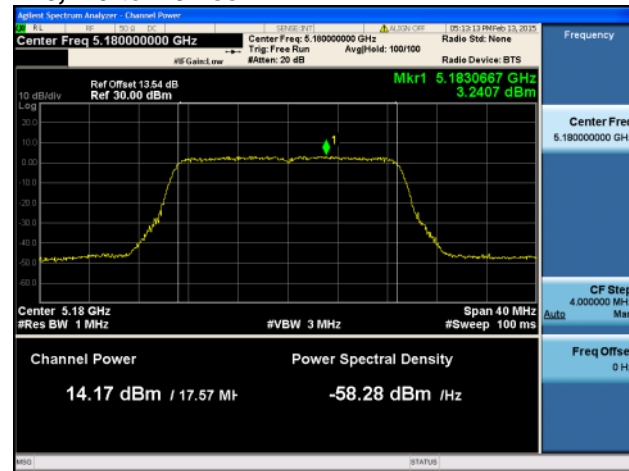 Agilent Spectrum Analyzer - Channel Power
RL RF 50 Ω DC SENSE:INT ALIGN OFF 05:13:13 PM Feb 13, 2015
Center Freq 5.180000000 GHz
Center Freq: 5.180000000 GHz
Radio Std: None
Trig: Free Run Avg|Hold: 100/100
#IFGain:Low #Atten: 20 dB Radio Device: BTS
Frequency
Mkr1 5.1830667 GHz
3.2407 dBm
Ref Offset 13.54 dB
10 dB/div Ref 30.00 dBm
Log
20.0
10.0
0.00
-10.0
-20.0
-30.0
-40.0
-50.0
-60.0
1
Center 5.18 GHz Span 40 MHz
#Res BW 1 MHz #VBW 3 MHz #Sweep 100 ms
Channel Power Power Spectral Density
14.17 dBm / 17.57 MH -58.28 dBm /Hz
Center Freq
5.180000000 GH
CF Step
4.000000 MH
Auto Ma
Freq Offse
0 H
MSG STATUS